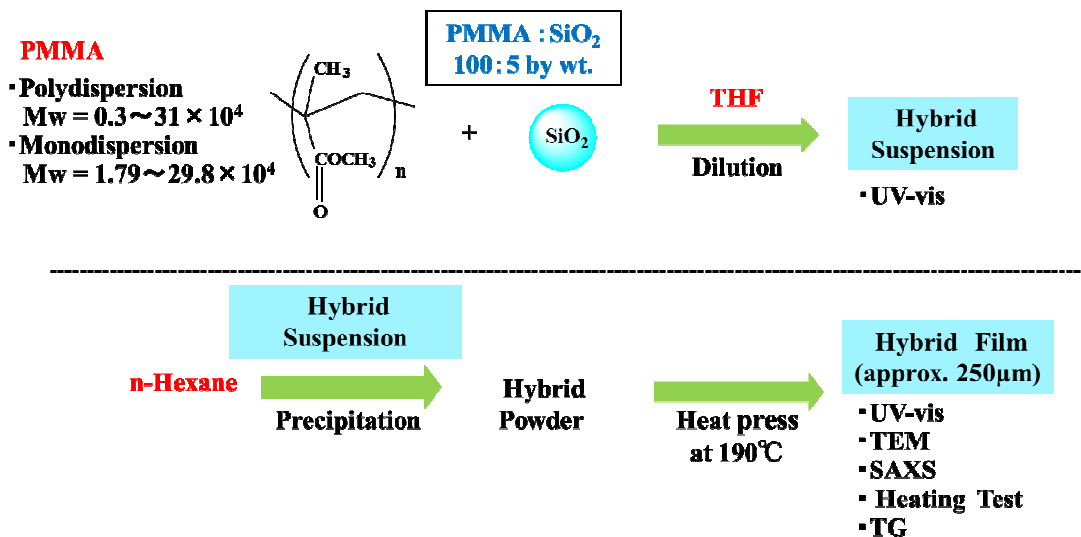 PMMA
・Polydispersion
Mw = 0.3～31 × 10⁴
・Monodispersion
Mw = 1.79～29.8 × 10⁴
CH₃
COCH₃
O
n
PMMA : SiO₂
100 : 5 by wt.
+
SiO₂
THF
Dilution
Hybrid
Suspension
・UV-vis
Hybrid
Suspension
n-Hexane
Precipitation
Hybrid
Powder
Heat press
at 190℃
Hybrid Film
(approx. 250μm)
・UV-vis
・TEM
・SAXS
・Heating Test
・TG